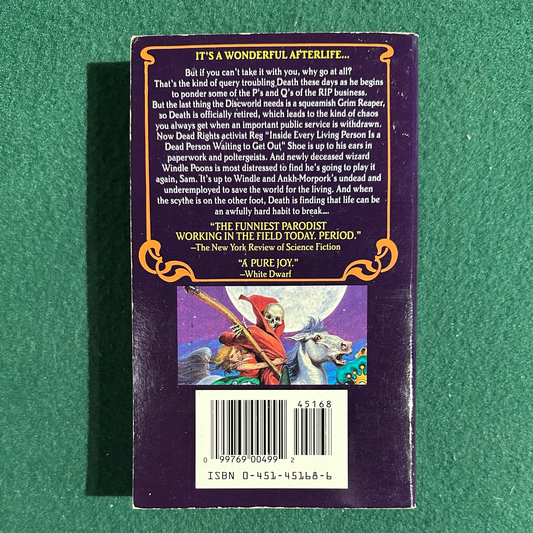 IT'S A WONDERFUL AFTERLIFE...
But if you can't take it with you, why go at all?
That's the kind of query troubling Death these days as he begins
to ponder some of the P's and Q's of the RIP business.
But the last thing the Discworld needs is a squeamish Grim Reaper,
so Death is officially retired, which leads to the kind of chaos
you always get when an important public service is withdrawn.
Now Dead Rights activist Reg "Inside Every Living Person Is a
Dead Person Waiting to Get Out" Shoe is up to his ears in
paperwork and poltergeists. And newly deceased wizard
Windle Poons is most distressed to find he's going to play it
again, Sam. It's up to Windle and Ankh-Morpork's undead and
underemployed to save the world for the living. And when
the scythe is on the other foot, Death is finding that life can be
an awfully hard habit to break....
"THE FUNNIEST PARODIST
WORKING IN THE FIELD TODAY. PERIOD."
—The New York Review of Science Fiction
"A PURE JOY."
—White Dwarf
45168
0 99769 00499 2
ISBN 0-451-45168-6